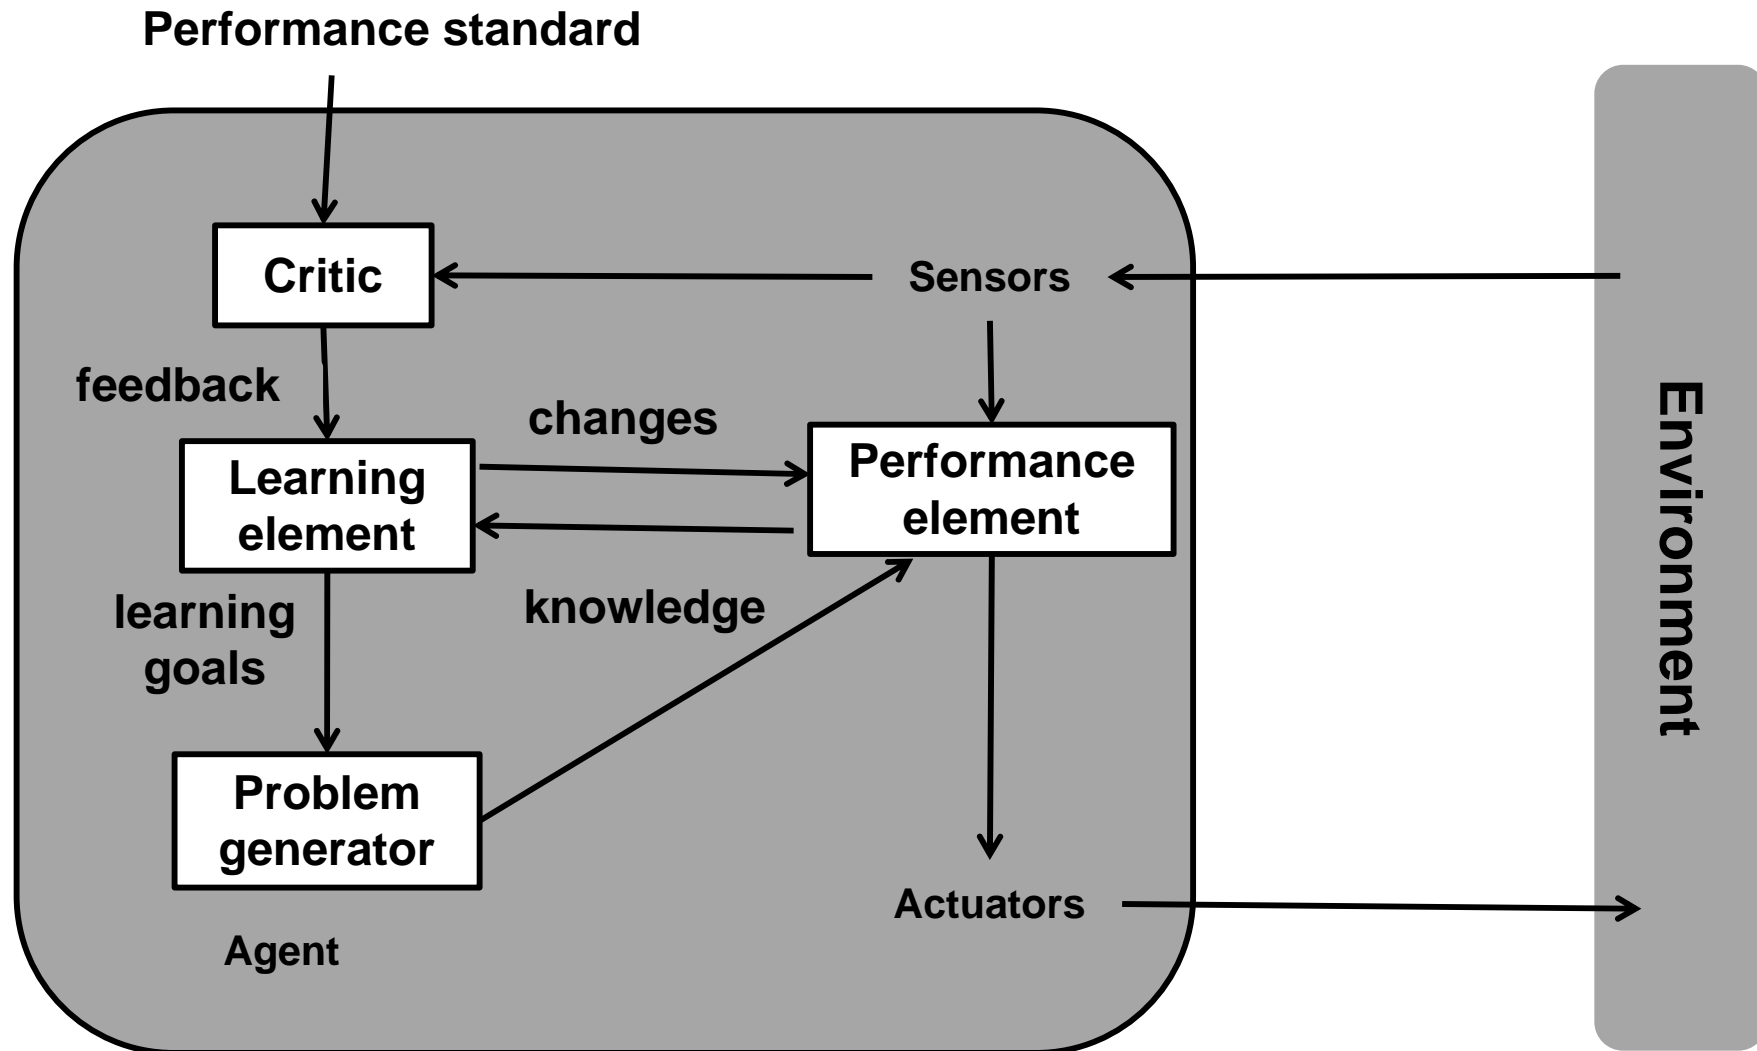 Performance standard
Critic
Sensors
feedback
changes
Learning
element
Performance
element
learning
goals
knowledge
Problem
generator
Actuators
Agent
Environment